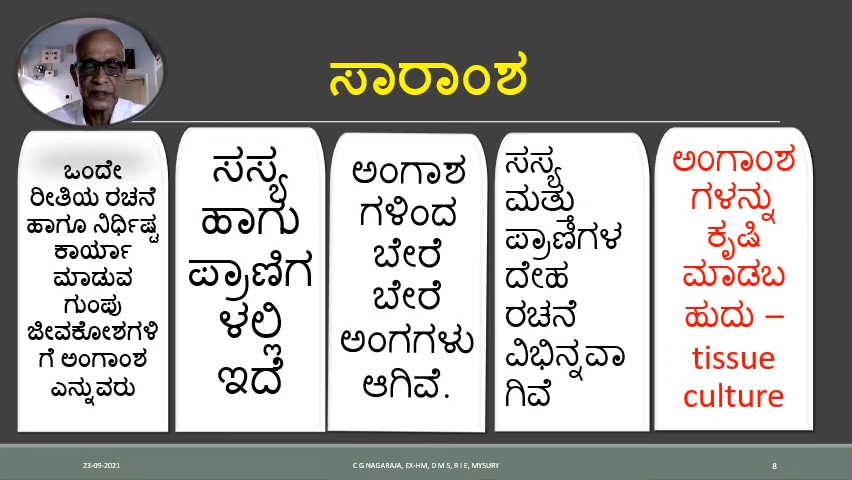 ಸಾರಾಂಶ
ಒಂದೇ
ರೀತಿಯ ರಚನೆ
ಹಾಗೂ ನಿರ್ಧಿಷ್ಟ
ಕಾರ್ಯಾ
ಮಾಡುವ
ಗುಂಪು
ಜೀವಕೋಶಗಳಿ
ಗೆ ಅಂಗಾಂಶ
ಎನ್ನುವರು
ಸಸ್ಯ
ಹಾಗು
ಪ್ರಾಣಿಗ
ಳಲ್ಲಿ
ಇದೆ
ಅಂಗಾಶ
ಗಳಿಂದ
ಬೇರೆ
ಬೇರೆ
ಅಂಗಗಳು
ಆಗಿವೆ.
ಸಸ್ಯ
ಮತ್ತು
ಪ್ರಾಣಿಗಳ
ದೇಹ
ರಚನೆ
ವಿಭಿನ್ನವಾ
ಗಿವೆ
ಅಂಗಾಂಶ
ಗಳನ್ನು
ಕೃಷಿ
ಮಾಡಬ
ಹುದು –
tissue
culture
23-09-2021
C G NAGARAJA, EX-HM, D M S, R I E, MYSURY
8